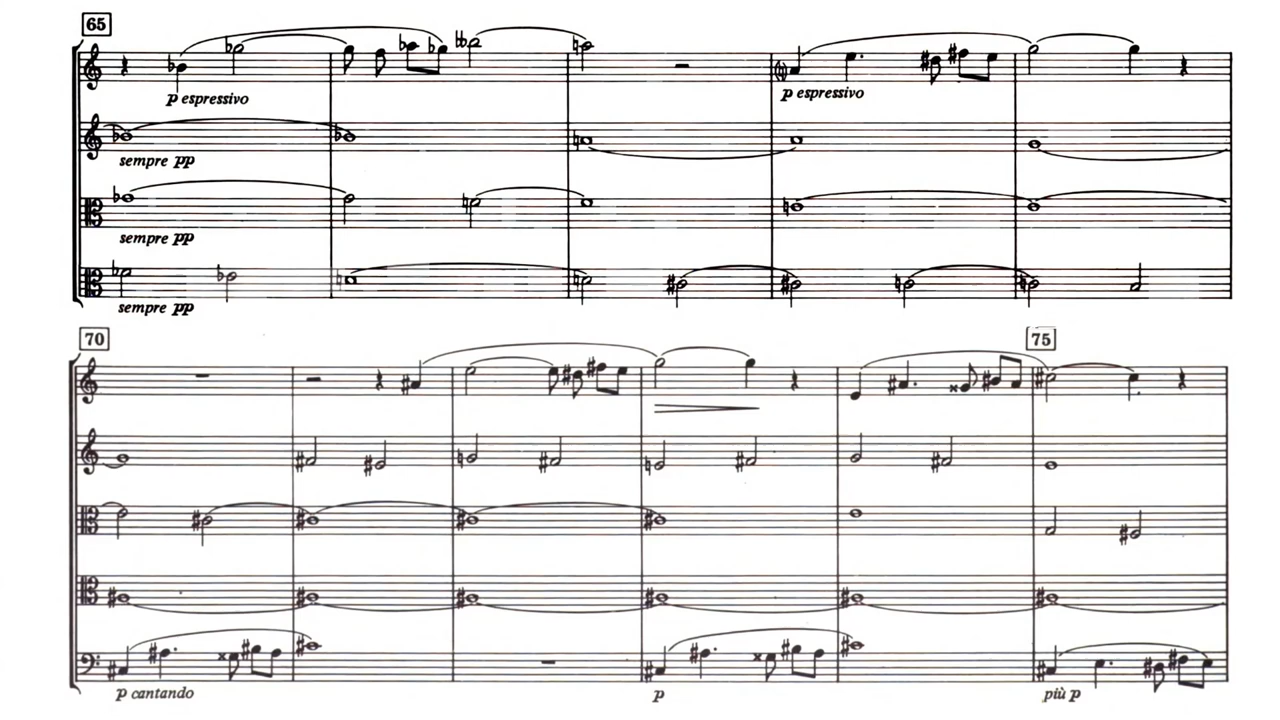 65
p espressivo
p espressivo
sempre pp
sempre pp
sempre pp
70
75
p cantando
p
più p